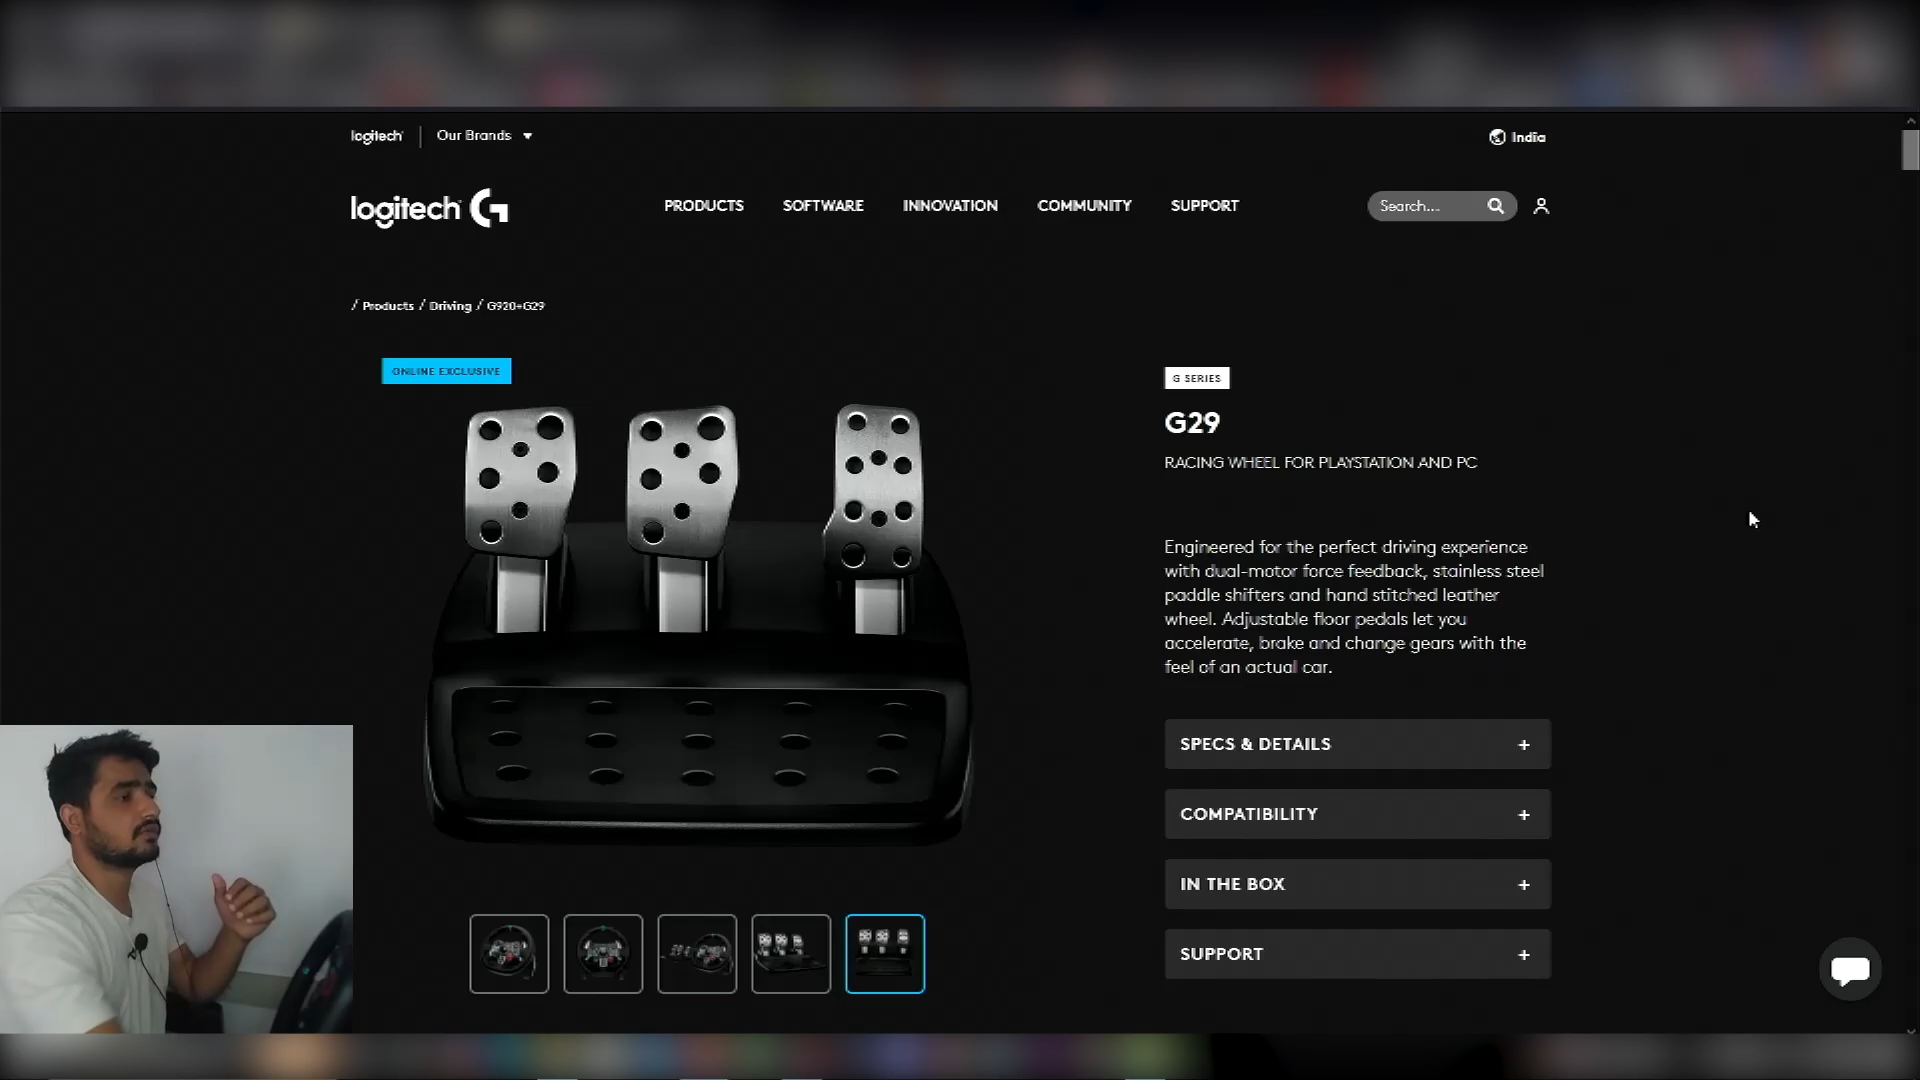 logitech
Our Brands
India
logitech G
PRODUCTS
SOFTWARE
INNOVATION
COMMUNITY
SUPPORT
Search....
/ Products / Driving / G920+G29
ONLINE EXCLUSIVE
G SERIES
G29
RACING WHEEL FOR PLAYSTATION AND PC
Engineered for the perfect driving experience
with dual-motor force feedback, stainless steel
paddle shifters and hand stitched leather
wheel. Adjustable floor pedals let you
accelerate, brake and change gears with the
feel of an actual car.
SPECS & DETAILS +
COMPATIBILITY +
IN THE BOX +
SUPPORT +